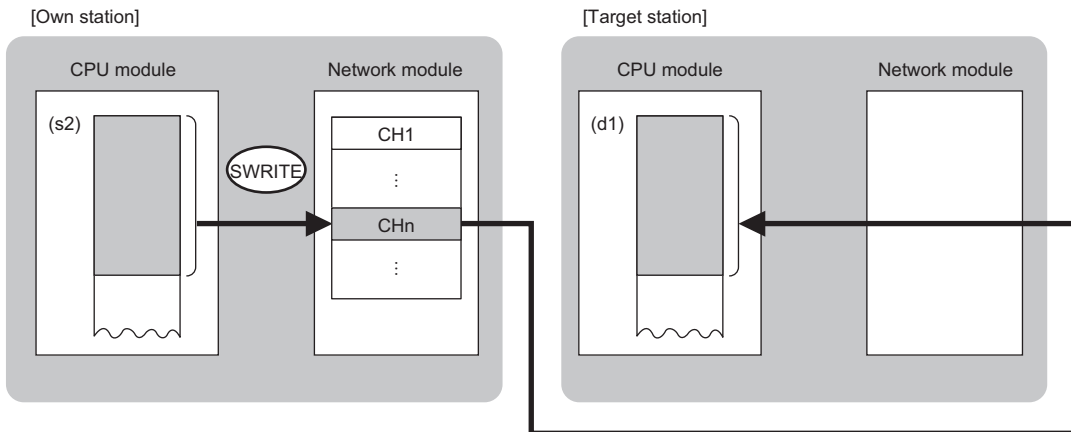 [Own station]
[Target station]
CPU module
Network module
CPU module
Network module
(s2)
CH1
(d1)
SWRITE
⋮
CHn
⋮